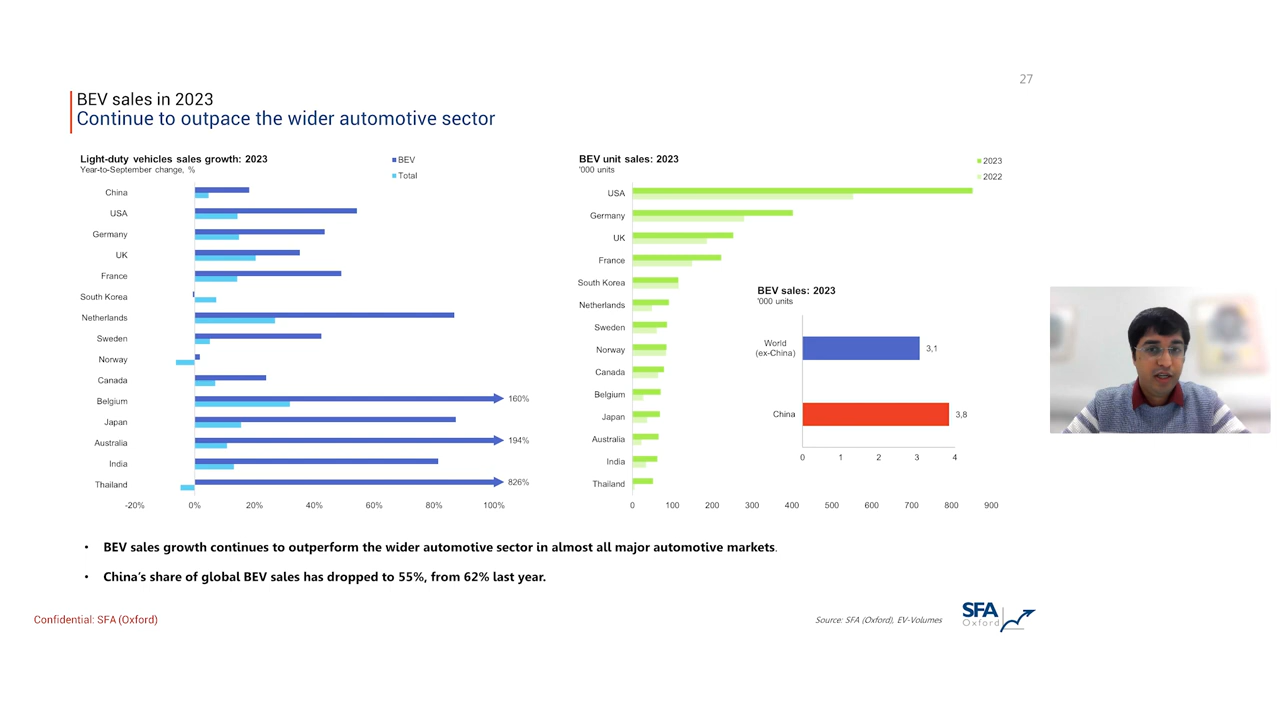 27
BEV sales in 2023
Continue to outpace the wider automotive sector
Light-duty vehicles sales growth: 2023
Year-to-September change, %
BEV
Total
China
USA
Germany
UK
France
South Korea
Netherlands
Sweden
Norway
Canada
Belgium
160%
Japan
Australia
194%
India
Thailand
826%
-20% 0% 20% 40% 60% 80% 100%
BEV unit sales: 2023
'000 units
2023
2022
USA
Germany
UK
France
South Korea
Netherlands
Sweden
Norway
Canada
Belgium
Japan
Australia
India
Thailand
0 100 200 300 400 500 600 700 800 900
BEV sales: 2023
'000 units
World
(ex-China)
3,1
China
3,8
0 1 2 3 4
• BEV sales growth continues to outperform the wider automotive sector in almost all major automotive markets.
• China's share of global BEV sales has dropped to 55%, from 62% last year.
Confidential: SFA (Oxford)
Source: SFA (Oxford), EV-Volumes
SFA
Oxford